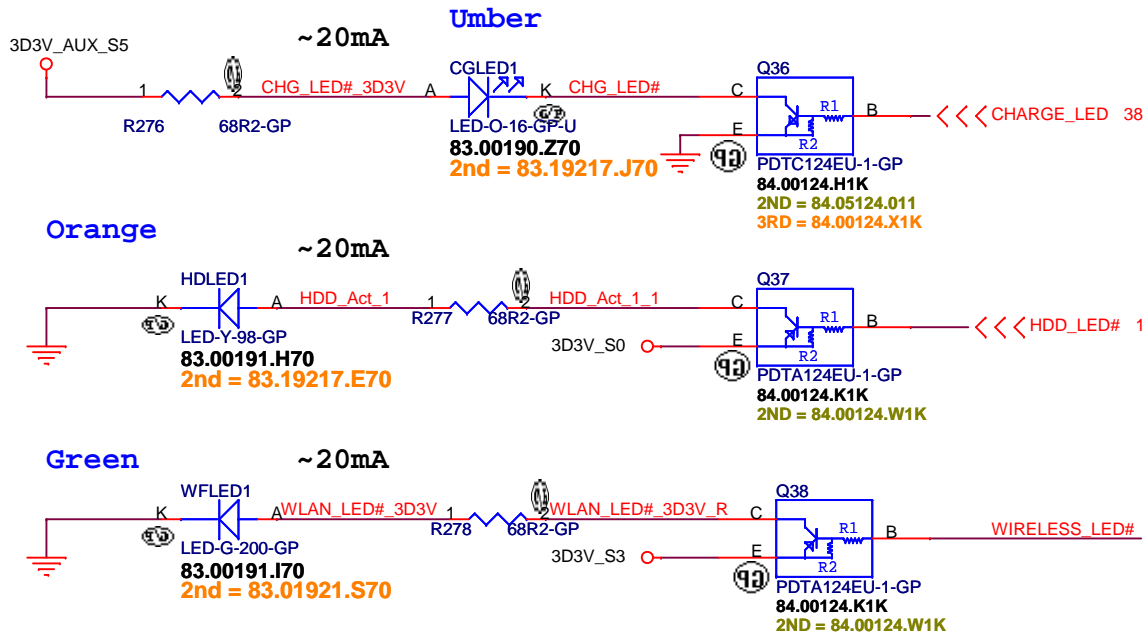 Umber
~20mA
3D3V_AUX_S5
1
2
CHG_LED#_3D3V
A
CGLED1
K
CHG_LED#
C
Q36
R1
B
CHARGE_LED 38
R276
68R2-GP
LED-O-16-GP-U
E
R2
83.00190.Z70
2nd = 83.19217.J70
PDTC124EU-1-GP
84.00124.H1K
2ND = 84.05124.011
3RD = 84.00124.X1K
Orange
~20mA
HDLED1
K
A
HDD_Act_1
1
2
HDD_Act_1_1
C
Q37
R1
B
HDD_LED# 1
R277
68R2-GP
LED-Y-98-GP
3D3V_S0
E
R2
83.00191.H70
2nd = 83.19217.E70
PDTA124EU-1-GP
84.00124.K1K
2ND = 84.00124.W1K
Green
~20mA
WFLED1
K
A
WLAN_LED#_3D3V
1
2
WLAN_LED#_3D3V_R
C
Q38
R1
B
WIRELESS_LED#
R278
68R2-GP
LED-G-200-GP
3D3V_S3
E
R2
83.00191.I70
2nd = 83.01921.S70
PDTA124EU-1-GP
84.00124.K1K
2ND = 84.00124.W1K